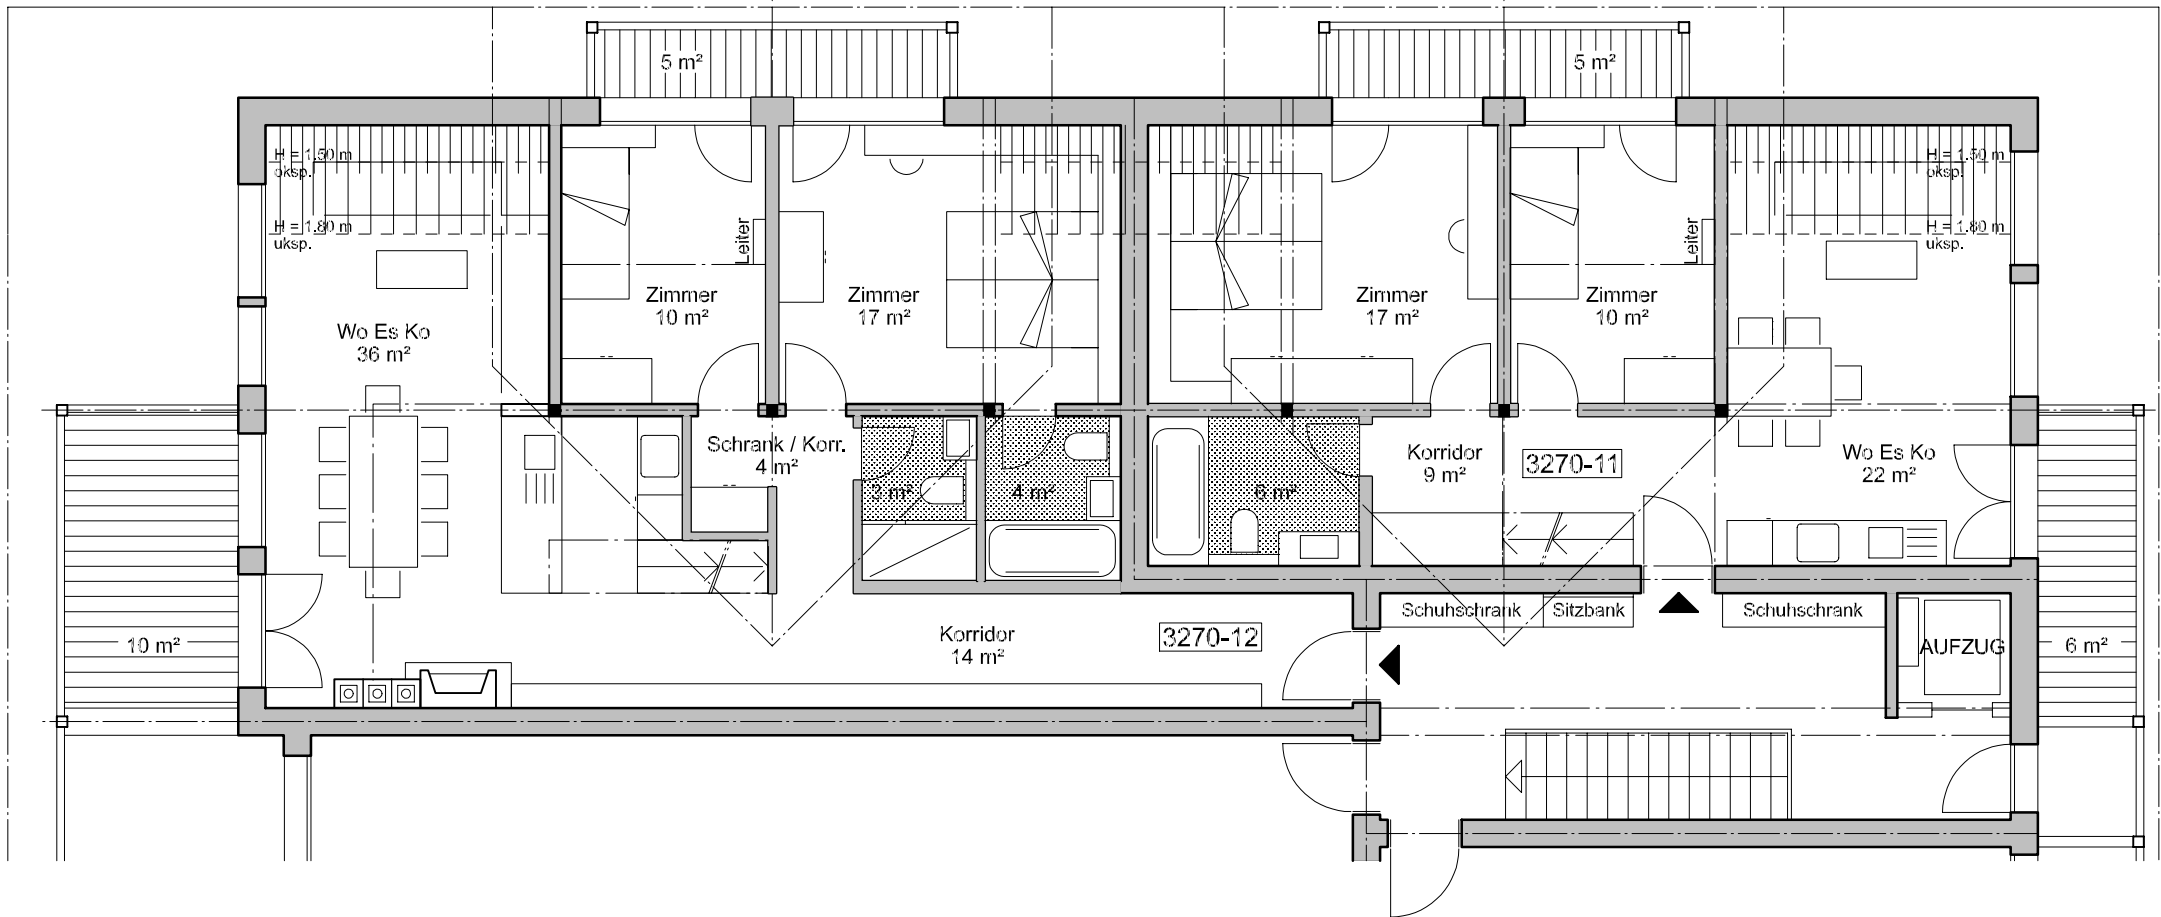 5 m²
5 m²
H = 1.50 m
oksp.
H = 1.80 m
uksp.
H = 1.50 m
oksp.
H = 1.80 m
uksp.
Leiter
Leiter
Zimmer
10 m²
Zimmer
17 m²
Zimmer
17 m²
Zimmer
10 m²
Wo Es Ko
36 m²
Schrank / Korr.
4 m²
3 m²
4 m²
6 m²
Korridor
9 m²
3270-11
Wo Es Ko
22 m²
Schuhschrank
Sitzbank
Schuhschrank
10 m²
Korridor
14 m²
3270-12
AUFZUG
6 m²